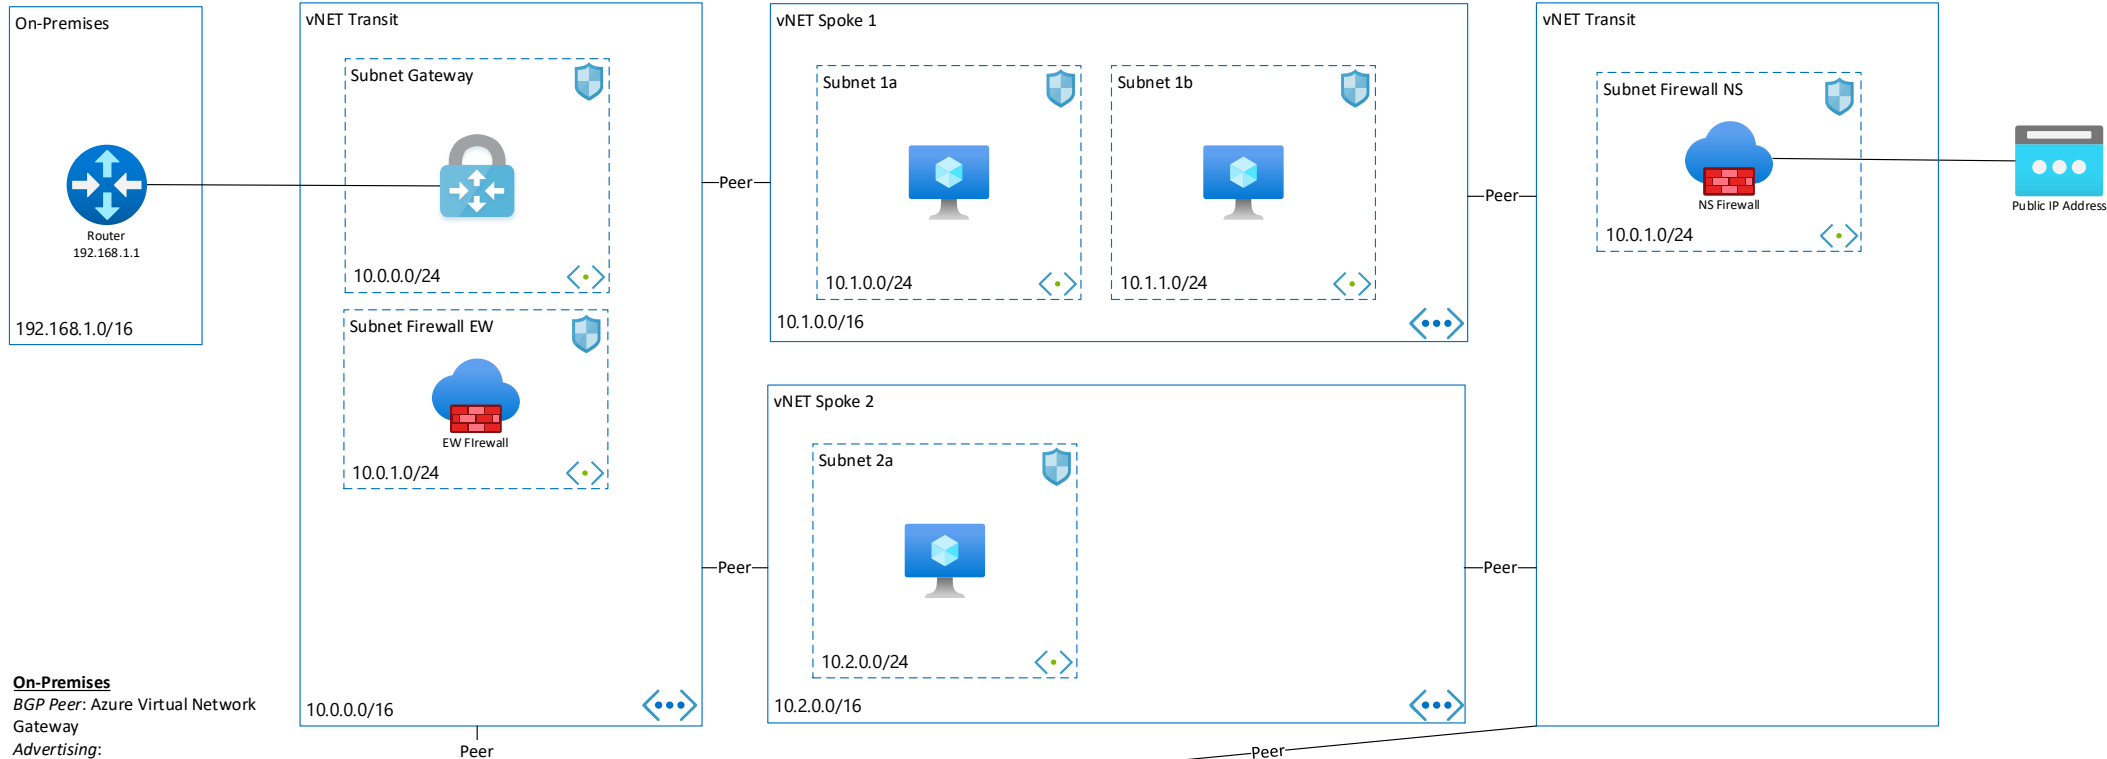 On-Premises
Router
192.168.1.1
192.168.1.0/16
vNET Transit
Subnet Gateway
10.0.0.0/24
Subnet Firewall EW
EW FIrewall
10.0.1.0/24
10.0.0.0/16
Peer
Peer
Peer
vNET Spoke 1
Subnet 1a
10.1.0.0/24
Subnet 1b
10.1.1.0/24
10.1.0.0/16
vNET Spoke 2
Subnet 2a
10.2.0.0/24
10.2.0.0/16
Peer
Peer
Peer
vNET Transit
Subnet Firewall NS
NS Firewall
10.0.1.0/24
Public IP Address
On-Premises
BGP Peer: Azure Virtual Network
Gateway
Advertising: